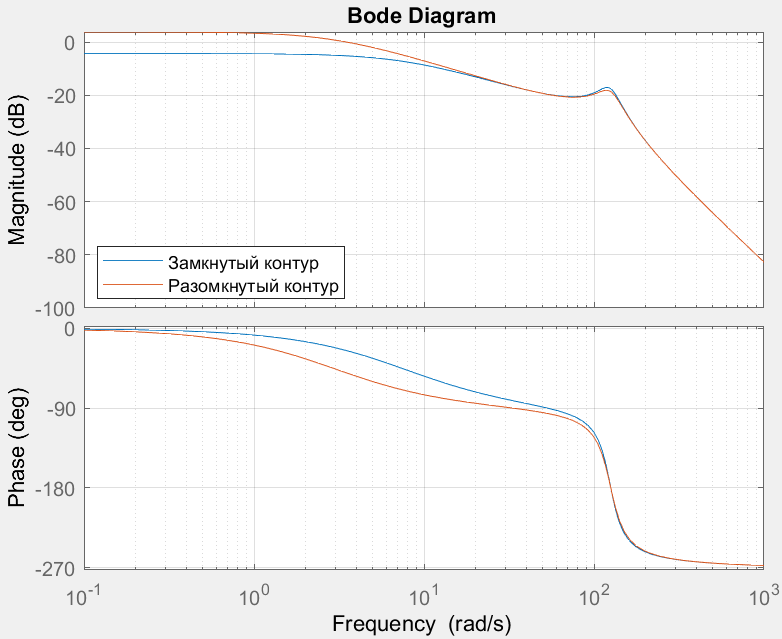 Bode Diagram
Magnitude (dB)
0
-20
-40
-60
-80
-100
Замкнутый контур
Разомкнутый контур
Phase (deg)
0
-90
-180
-270
10^-1 10^0 10^1 10^2 10^3
Frequency (rad/s)